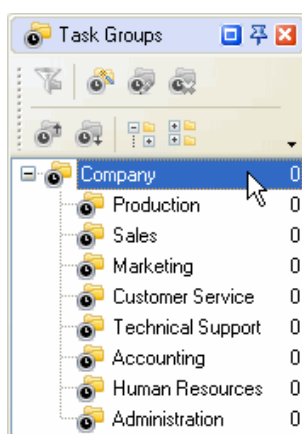 Task Groups
Company 0
Production 0
Sales 0
Marketing 0
Customer Service 0
Technical Support 0
Accounting 0
Human Resources 0
Administration 0